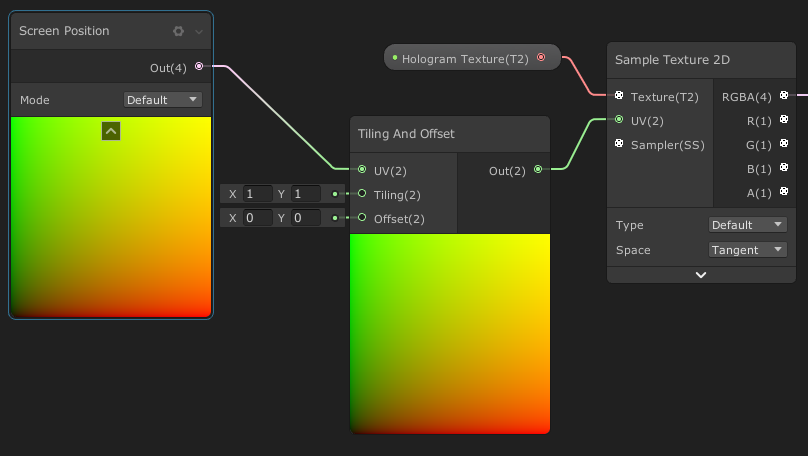 Screen Position
Out(4)
Mode Default
Hologram Texture(T2)
Tiling And Offset
UV(2) Out(2)
X 1 Y 1 Tiling(2)
X 0 Y 0 Offset(2)
Sample Texture 2D
Texture(T2) RGBA(4)
UV(2) R(1)
Sampler(SS) G(1)
B(1)
A(1)
Type Default
Space Tangent